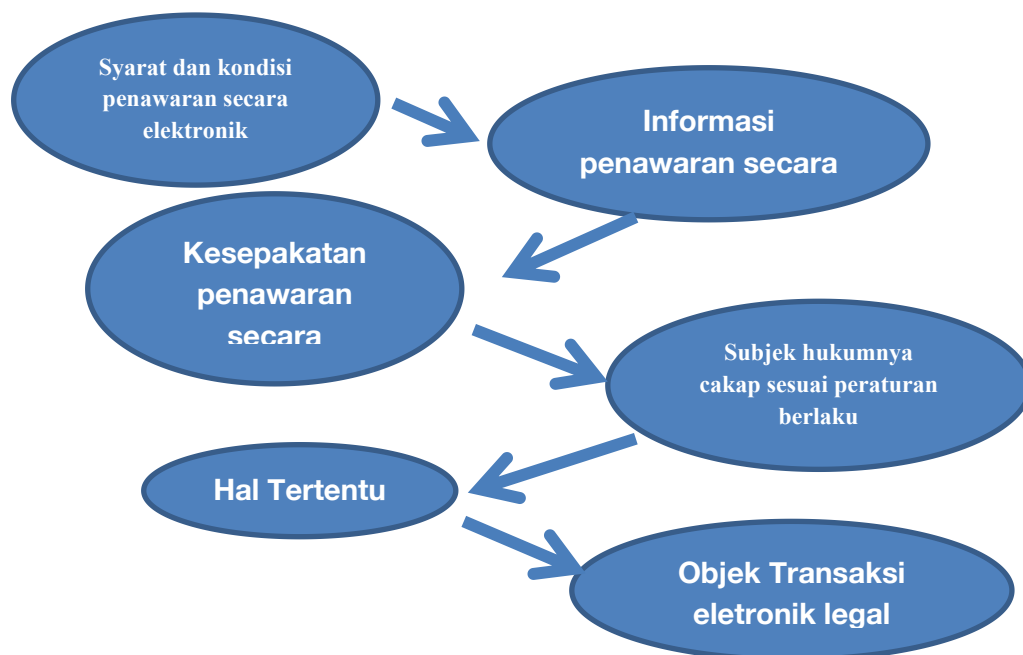 Syarat dan kondisi
penawaran secara
elektronik
Informasi
penawaran secara
Kesepakatan
penawaran
secara
Subjek hukumnya
cakap sesuai peraturan
berlaku
Hal Tertentu
Objek Transaksi
eletronik legal